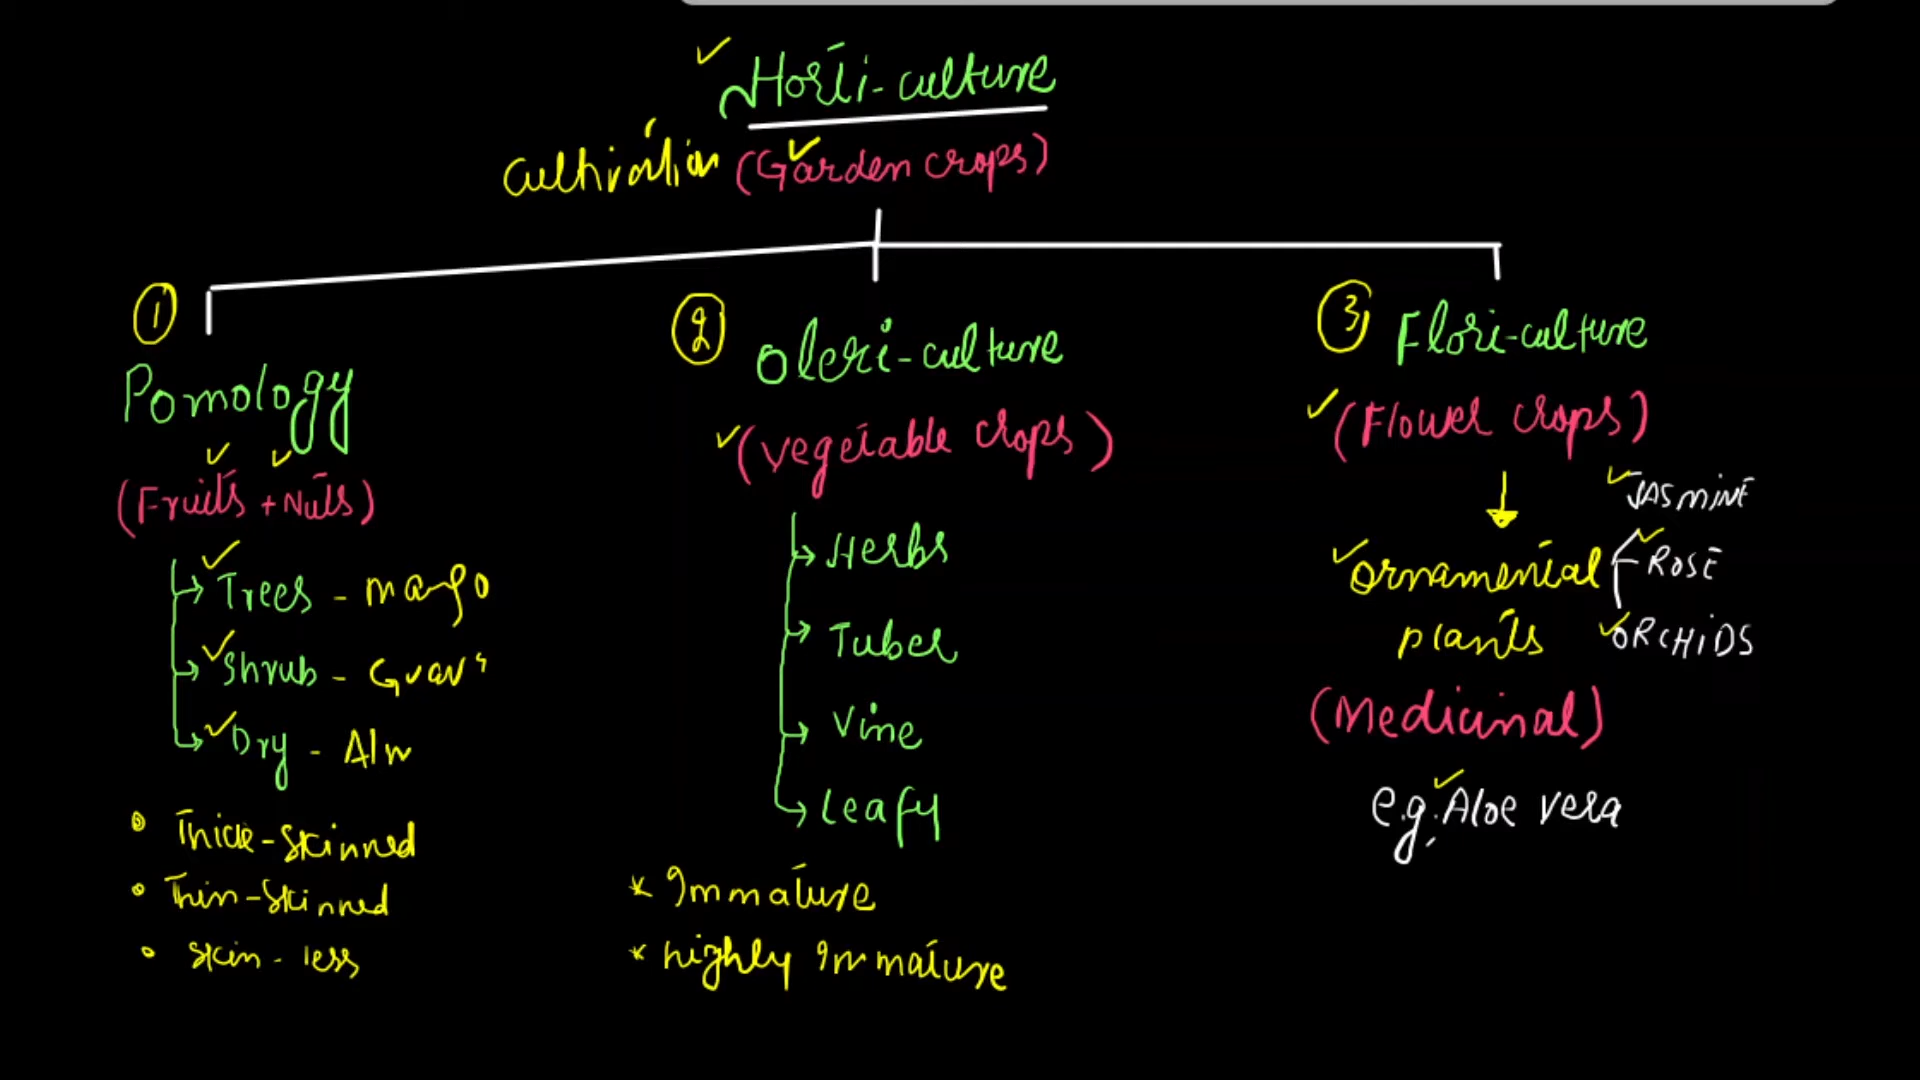 Horti-culture
Cultivation (Garden crops)
1
Pomology
(Fruits + Nuts)
Trees - mango
Shrub -
Dry - Alm
Thick-skinned
Thin-skinned
skin-less
2
Oleri-culture
(vegetable crops)
Herbs
Tuber
Vine
Leafy
* Immature
* highly Immature
3
Flori-culture
(Flower crops)
JASMINE
Ornamental
ROSE
plants
ORCHIDS
(Medicinal)
e.g. Aloe vera